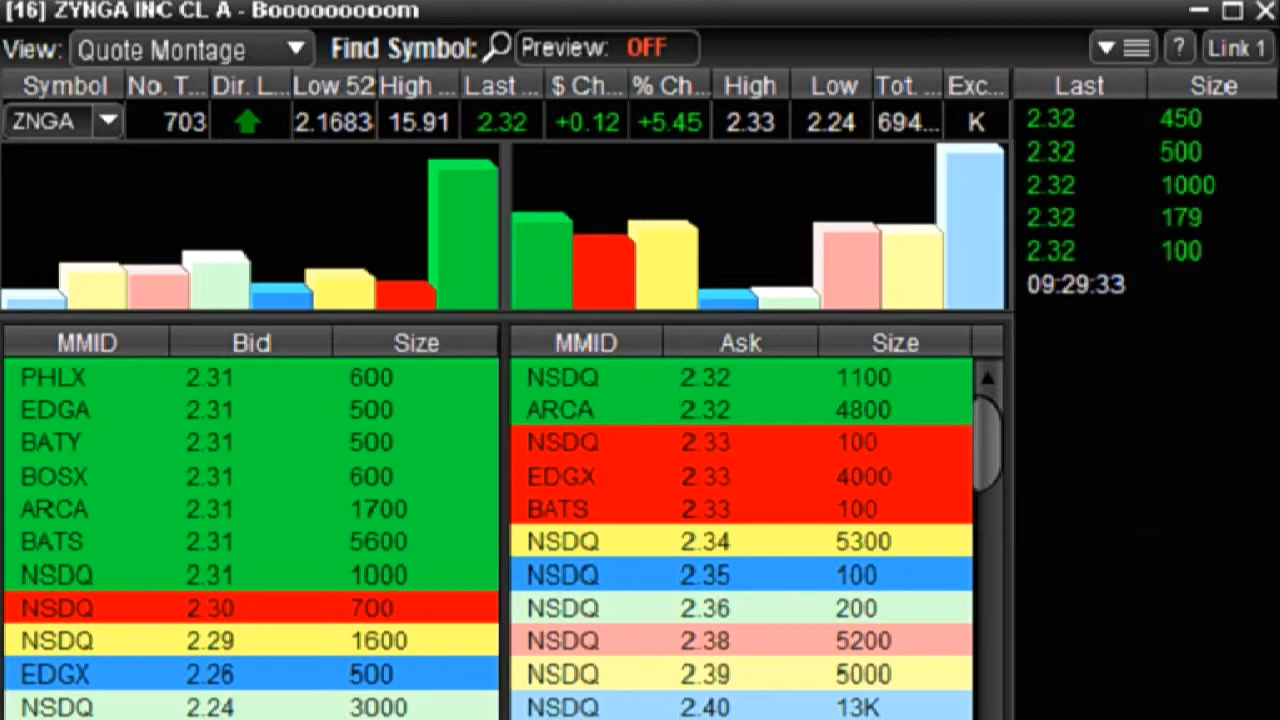 [16] ZYNGA INC CL A - Boooooooooom
View: Quote Montage Find Symbol: Preview: OFF ? Link 1
Symbol No. T... Dir. L... Low 52 High ... Last ... $ Ch... % Ch... High Low Tot. ... Exc... Last Size
ZNGA 703 2.1683 15.91 2.32 +0.12 +5.45 2.33 2.24 694... K 2.32 450
2.32 500
2.32 1000
2.32 179
2.32 100
09:29:33
MMID Bid Size MMID Ask Size
PHLX 2.31 600 NSDQ 2.32 1100
EDGA 2.31 500 ARCA 2.32 4800
BATY 2.31 500 NSDQ 2.33 100
BOSX 2.31 600 EDGX 2.33 4000
ARCA 2.31 1700 BATS 2.33 100
BATS 2.31 5600 NSDQ 2.34 5300
NSDQ 2.31 1000 NSDQ 2.35 100
NSDQ 2.30 700 NSDQ 2.36 200
NSDQ 2.29 1600 NSDQ 2.38 5200
EDGX 2.26 500 NSDQ 2.39 5000
NSDQ 2.24 3000 NSDQ 2.40 13K